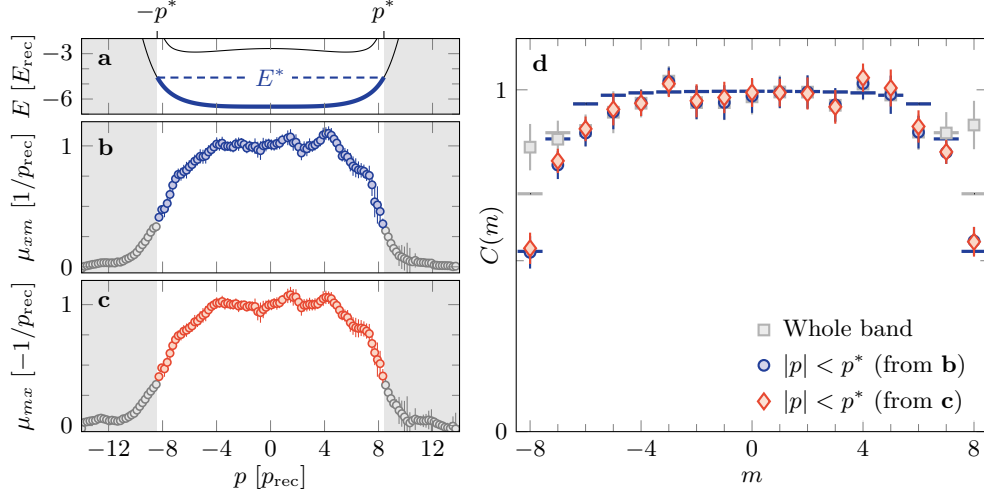 −p* p*
a
E [E_rec]
−3
−6
E*
b
μ_xm [1/p_rec]
1
0
c
μ_mx [−1/p_rec]
1
0
−12 −8 −4 0 4 8 12
p [p_rec]
d
C(m)
1
0
Whole band
|p| < p* (from b)
|p| < p* (from c)
−8 −4 0 4 8
m